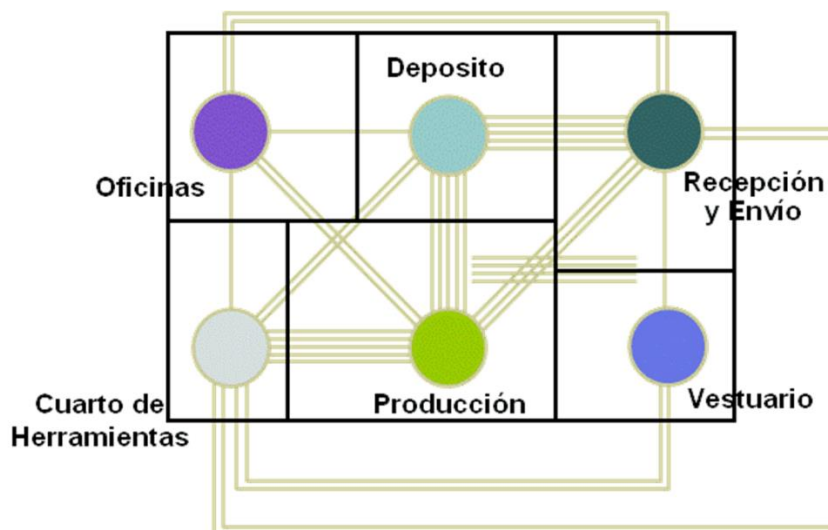 Deposito
Oficinas
Recepción
y Envío
Cuarto de
Herramientas
Producción
Vestuario